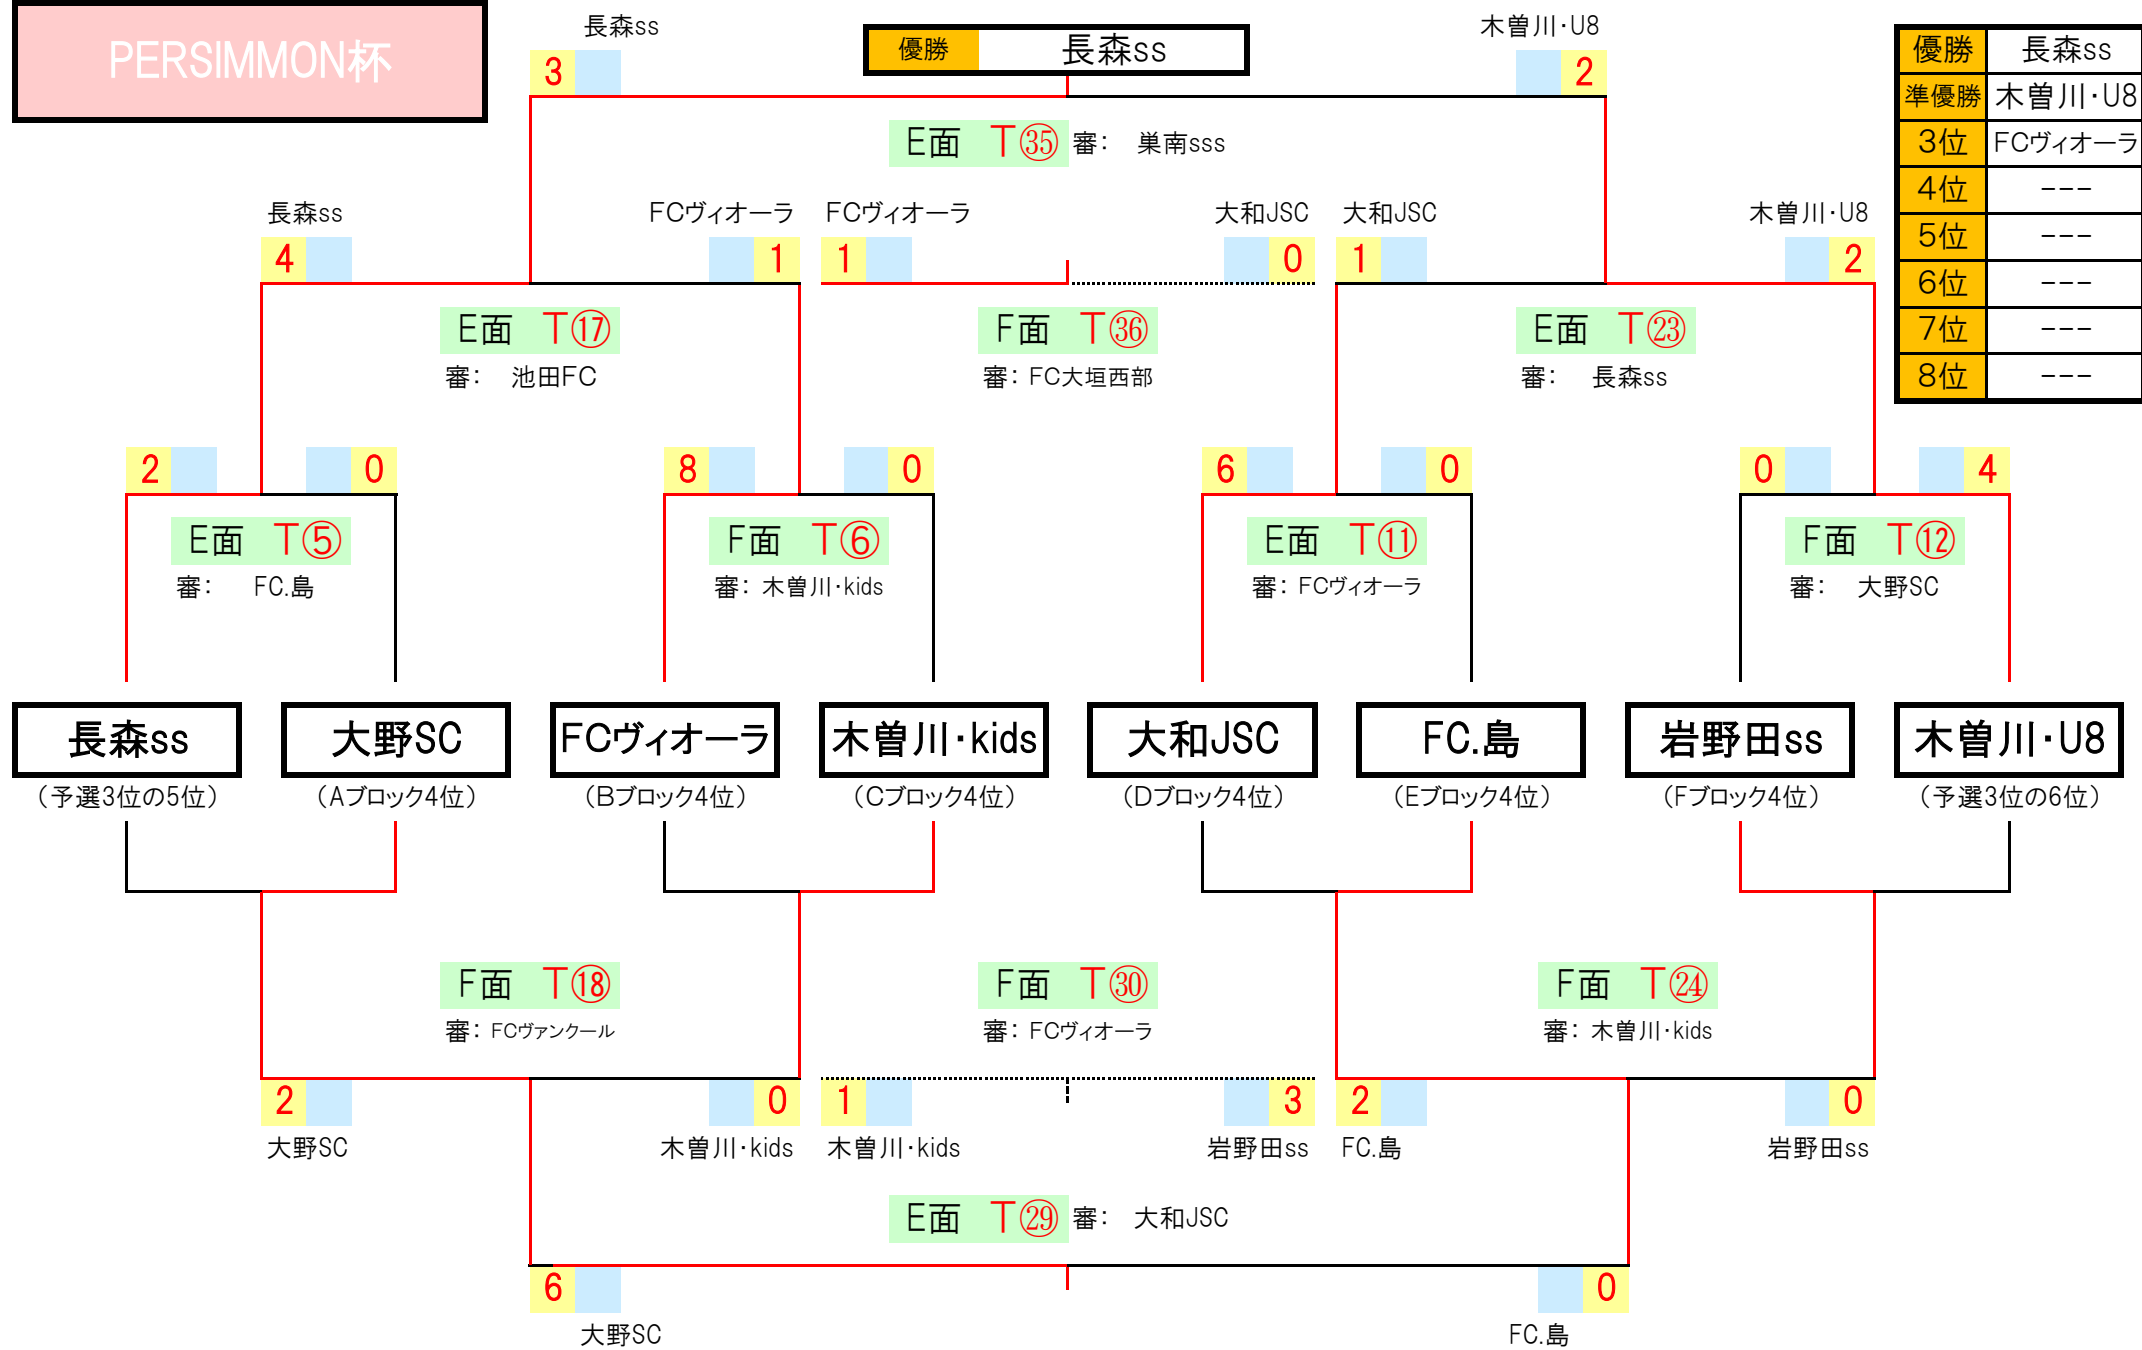 PERSIMMON杯
長森ss
木曽川・U8
優勝 長森ss
3 2
E面 T㉟ 審: 巣南sss
優勝 長森ss
準優勝 木曽川・U8
3位 FCヴィオーラ
4位 ---
5位 ---
6位 ---
7位 ---
8位 ---
長森ss FCヴィオーラ FCヴィオーラ 大和JSC 大和JSC 木曽川・U8
4 1 1 0 1 2
E面 T⑰ F面 T㊱ E面 T㉓
審: 池田FC 審: FC大垣西部 審: 長森ss
2 0 8 0 6 0 0 4
E面 T⑤ F面 T⑥ E面 T⑪ F面 T⑫
審: FC.島 審: 木曽川・kids 審: FCヴィオーラ 審: 大野SC
長森ss 大野SC FCヴィオーラ 木曽川・kids 大和JSC FC.島 岩野田ss 木曽川・U8
(予選3位の5位) (Aブロック4位) (Bブロック4位) (Cブロック4位) (Dブロック4位) (Eブロック4位) (Fブロック4位) (予選3位の6位)
F面 T⑱ F面 T㉚ F面 T㉔
審: FCヴァンクール 審: FCヴィオーラ 審: 木曽川・kids
2 0 1 3 2 0
大野SC 木曽川・kids 木曽川・kids 岩野田ss FC.島 岩野田ss
E面 T㉙ 審: 大和JSC
6 0
大野SC FC.島